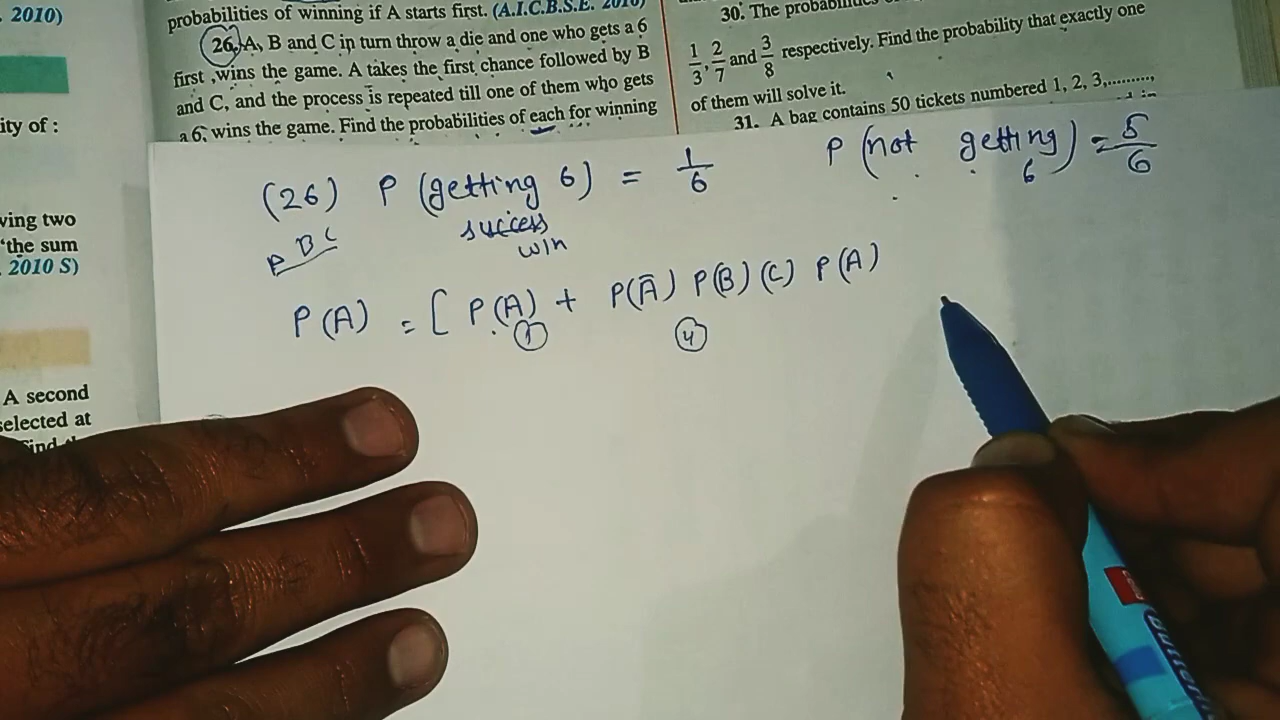 . 2010)
ity of :
ving two
'the sum
. 2010 S)
A second
selected at
probabilities of winning if A starts first. (A.I.C.B.S.E. 2010)
26. A, B and C in turn throw a die and one who gets a 6
first ,wins the game. A takes the first chance followed by B
and C, and the process is repeated till one of them who gets
a 6, wins the game. Find the probabilities of each for winning
30. The
1/3, 2/7 and 3/8 respectively. Find the probability that exactly one
of them will solve it.
31. A bag contains 50 tickets numbered 1, 2, 3,..........,
(26) P (getting 6) = 1/6
success
win
P (not getting 6) = 5/6
A B C
P(A) = [ P(A) + P(Ā) P(B) (C) P(A)
1 4